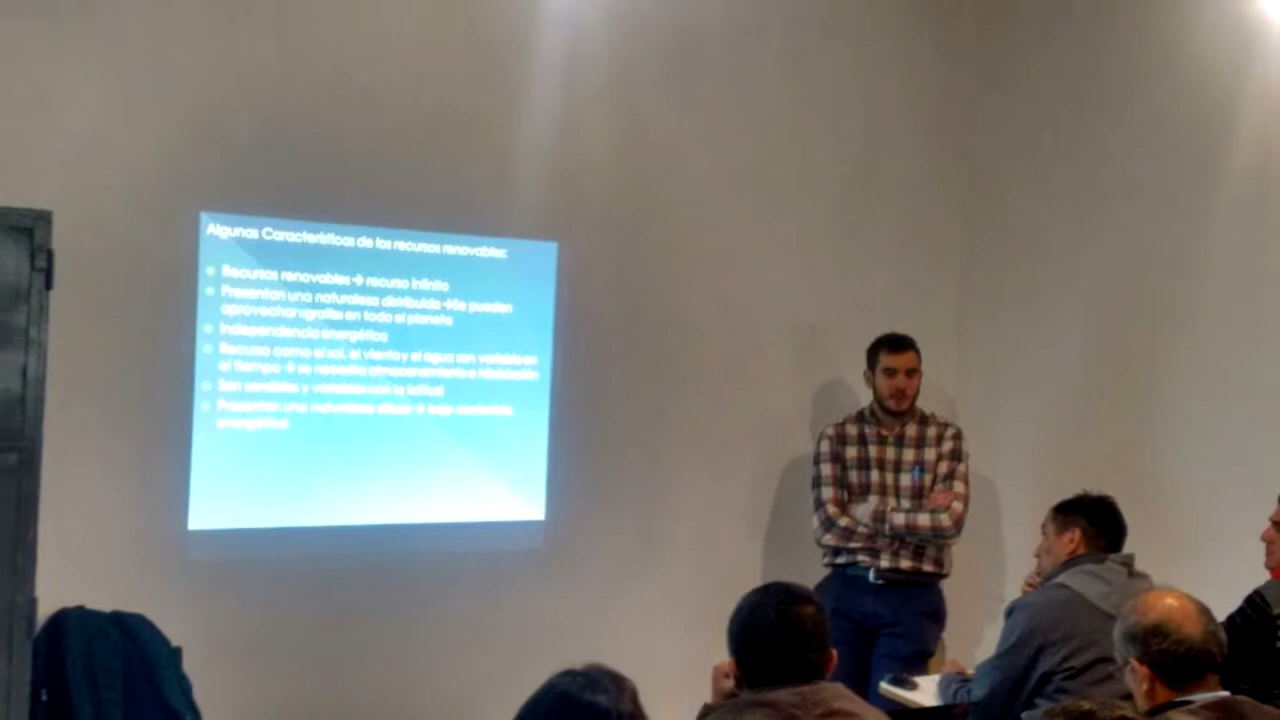 Algunas Características de los recursos renovables:
Recursos renovables → recurso infinito
Presentan una naturaleza distribuida →Se pueden
aprovechar gratis en todo el planeta
Independencia energética
Recurso como el sol, el viento y el agua son variable en
el tiempo → se necesita almacenamiento e hibridación
Son sensibles y variables con la latitud
Presentan una naturaleza difusa → bajo contenido
energético